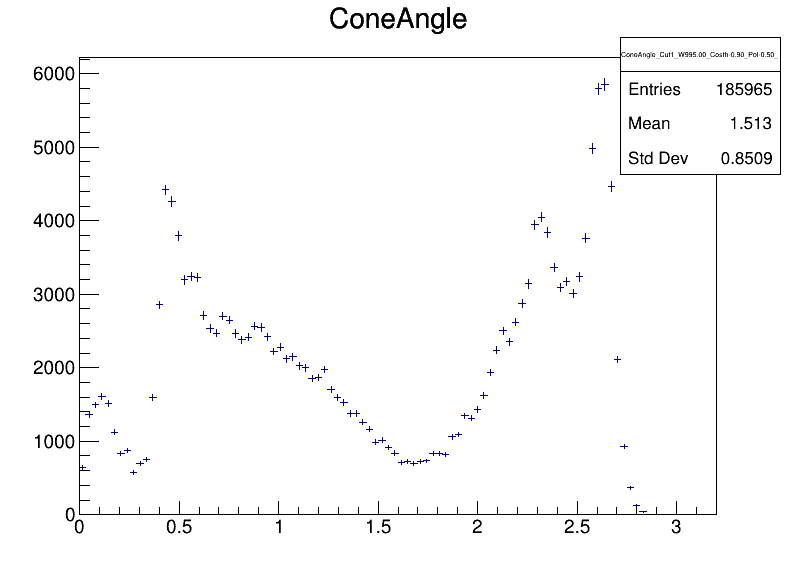 ConeAngle
ConeAngle_Cut1_W995.00_Costh-0.90_Pol-0.50_
Entries 185965
Mean 1.513
Std Dev 0.8509
6000
5000
4000
3000
2000
1000
0
0 0.5 1 1.5 2 2.5 3